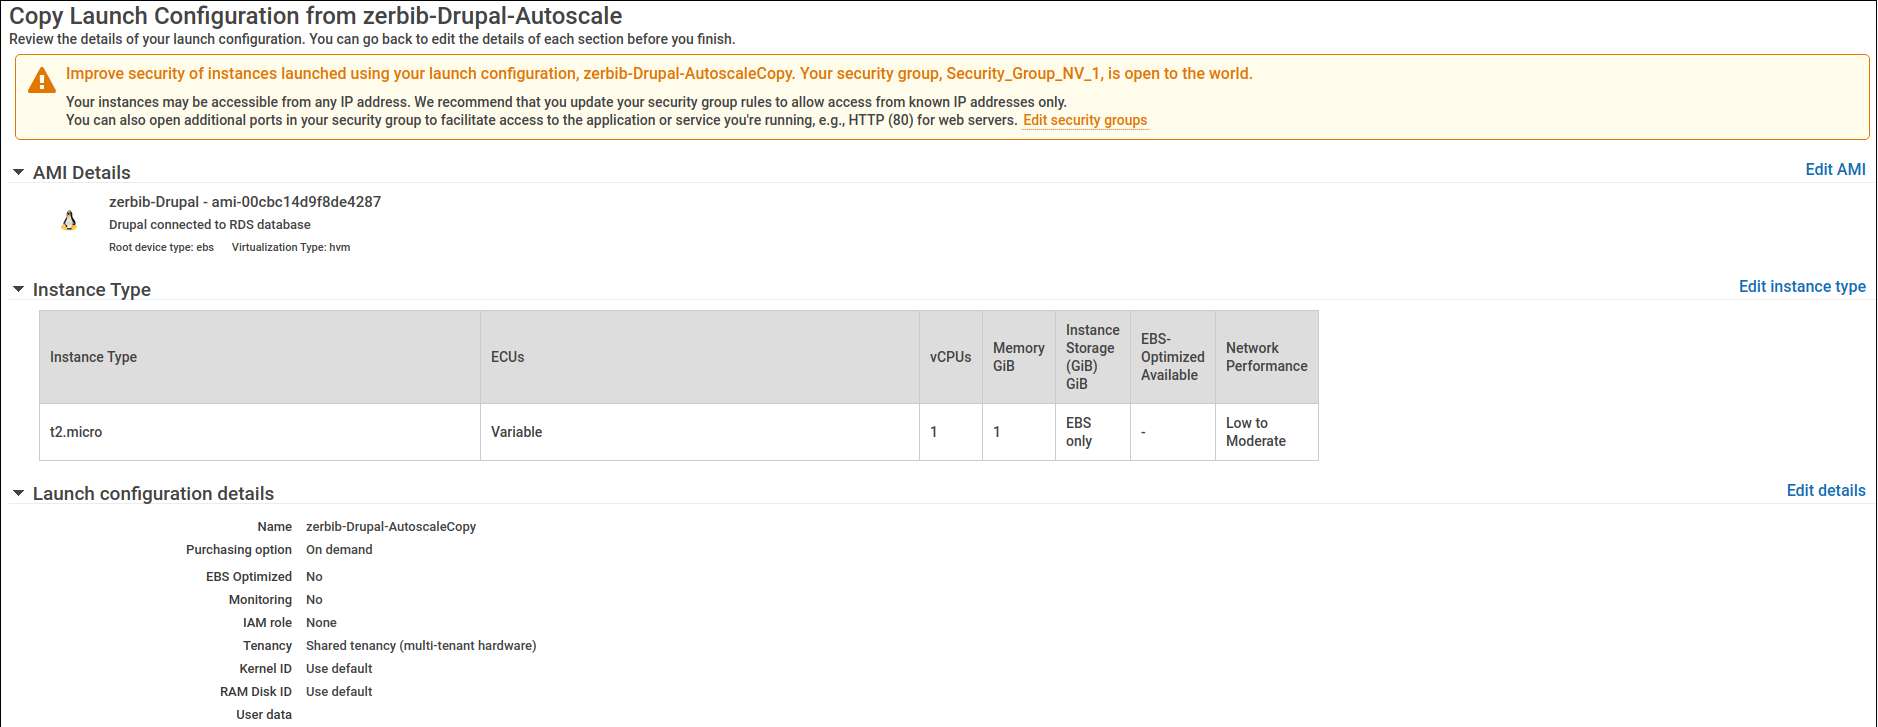 Copy Launch Configuration from zerbib-Drupal-Autoscale
Review the details of your launch configuration. You can go back to edit the details of each section before you finish.
Improve security of instances launched using your launch configuration, zerbib-Drupal-AutoscaleCopy. Your security group, Security_Group_NV_1, is open to the world.
Your instances may be accessible from any IP address. We recommend that you update your security group rules to allow access from known IP addresses only.
You can also open additional ports in your security group to facilitate access to the application or service you're running, e.g., HTTP (80) for web servers. Edit security groups
AMI Details Edit AMI
zerbib-Drupal - ami-00cbc14d9f8de4287
Drupal connected to RDS database
Root device type: ebs Virtualization Type: hvm
Instance Type Edit instance type
Instance Type
ECUs
vCPUs
Memory
GiB
Instance
Storage
(GiB)
GiB
EBS-
Optimized
Available
Network
Performance
t2.micro
Variable
1
1
EBS
only
-
Low to
Moderate
Launch configuration details Edit details
Name zerbib-Drupal-AutoscaleCopy
Purchasing option On demand
EBS Optimized No
Monitoring No
IAM role None
Tenancy Shared tenancy (multi-tenant hardware)
Kernel ID Use default
RAM Disk ID Use default
User data